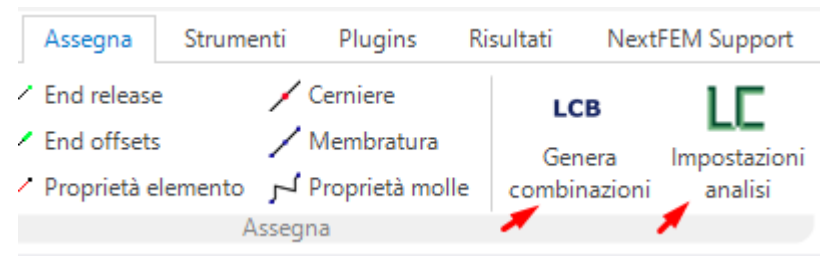 Assegna Strumenti Plugins Risultati NextFEM Support
End release Cerniere
End offsets Membratura
Proprietà elemento Proprietà molle
LCB
Genera
combinazioni
LC
Impostazioni
analisi
Assegna